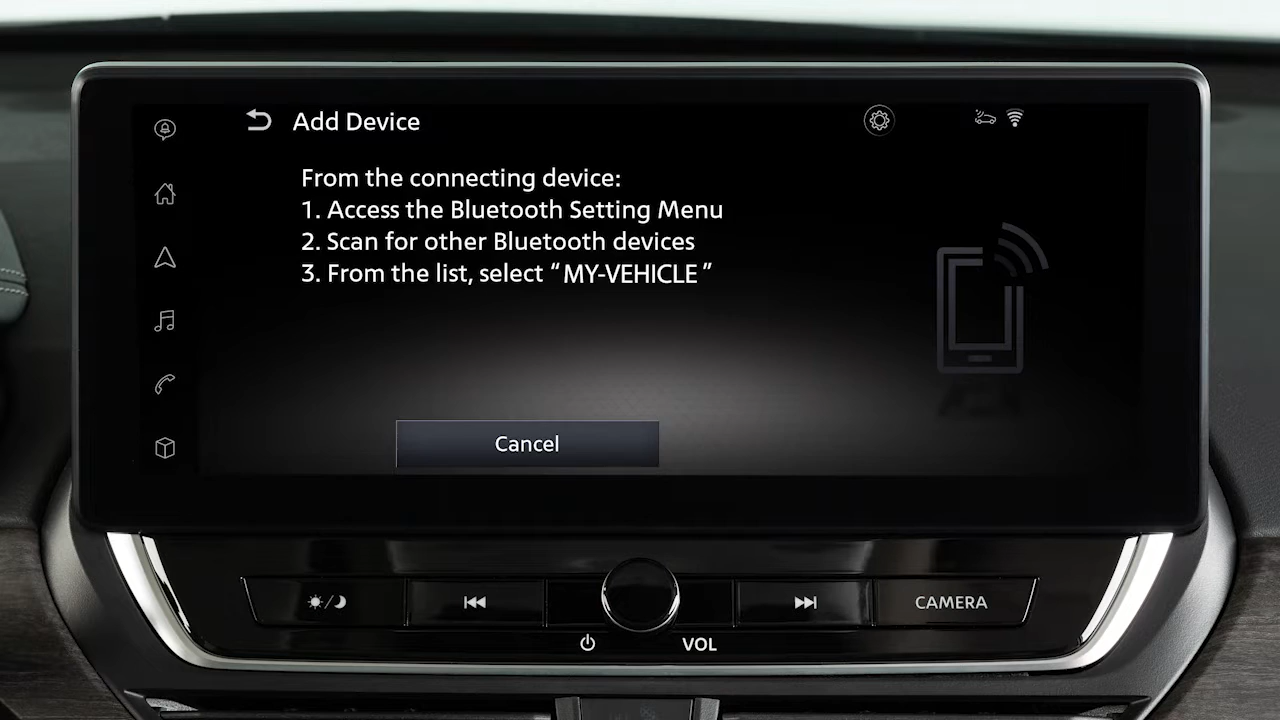 Add Device
From the connecting device:
1. Access the Bluetooth Setting Menu
2. Scan for other Bluetooth devices
3. From the list, select “MY-VEHICLE”
Cancel
CAMERA
VOL